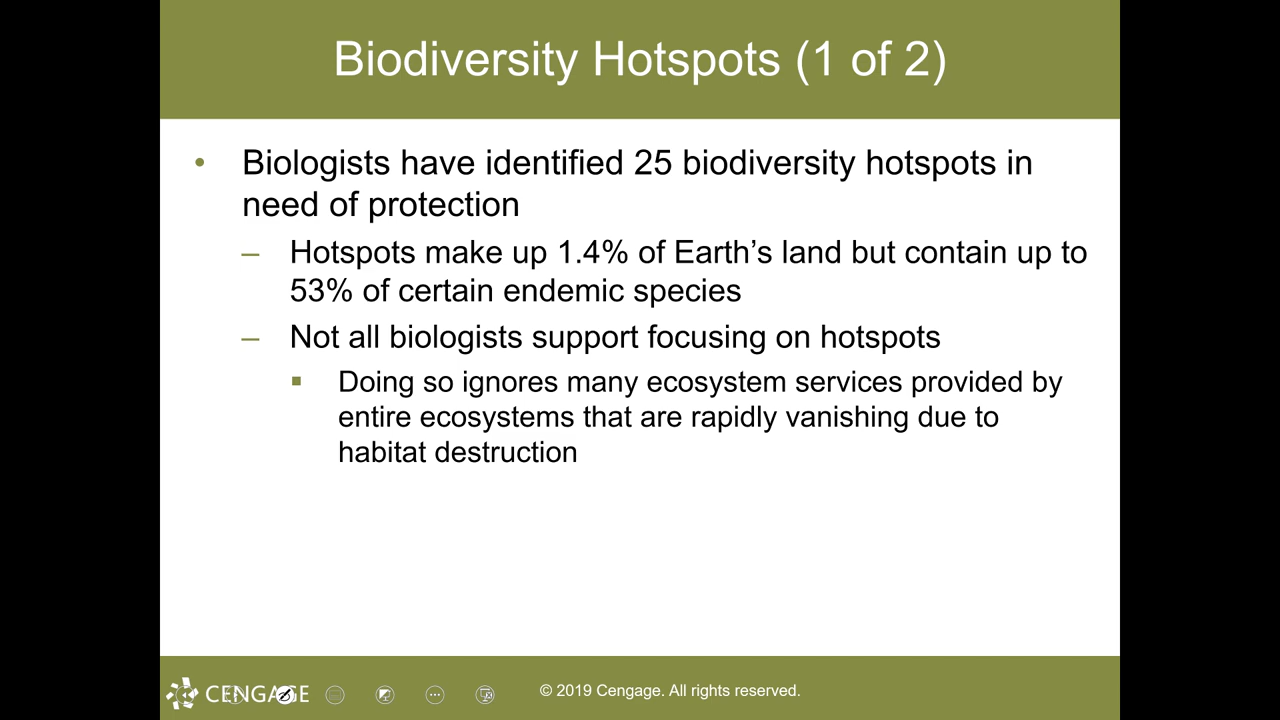 Biodiversity Hotspots (1 of 2)
• Biologists have identified 25 biodiversity hotspots in
need of protection
– Hotspots make up 1.4% of Earth’s land but contain up to
53% of certain endemic species
– Not all biologists support focusing on hotspots
▪ Doing so ignores many ecosystem services provided by
entire ecosystems that are rapidly vanishing due to
habitat destruction
CENGAGE
© 2019 Cengage. All rights reserved.